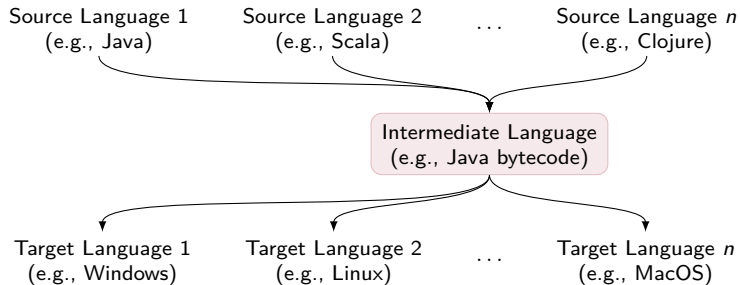 Source Language 1
(e.g., Java)
Source Language 2
(e.g., Scala)
...
Source Language n
(e.g., Clojure)
Intermediate Language
(e.g., Java bytecode)
Target Language 1
(e.g., Windows)
Target Language 2
(e.g., Linux)
...
Target Language n
(e.g., MacOS)